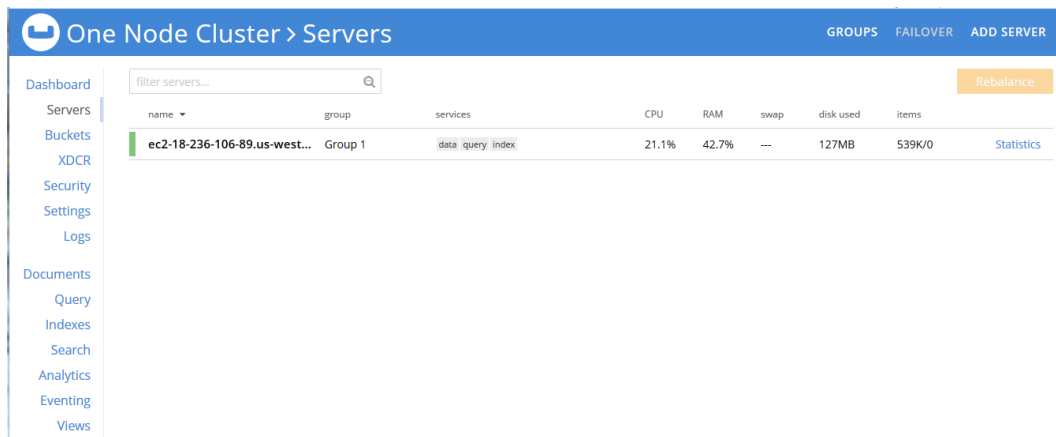 One Node Cluster > Servers
GROUPS FAILOVER ADD SERVER
Dashboard
Servers
Buckets
XDCR
Security
Settings
Logs
Documents
Query
Indexes
Search
Analytics
Eventing
Views
filter servers...
Rebalance
name group services CPU RAM swap disk used items
ec2-18-236-106-89.us-west... Group 1 data query index 21.1% 42.7% --- 127MB 539K/0 Statistics